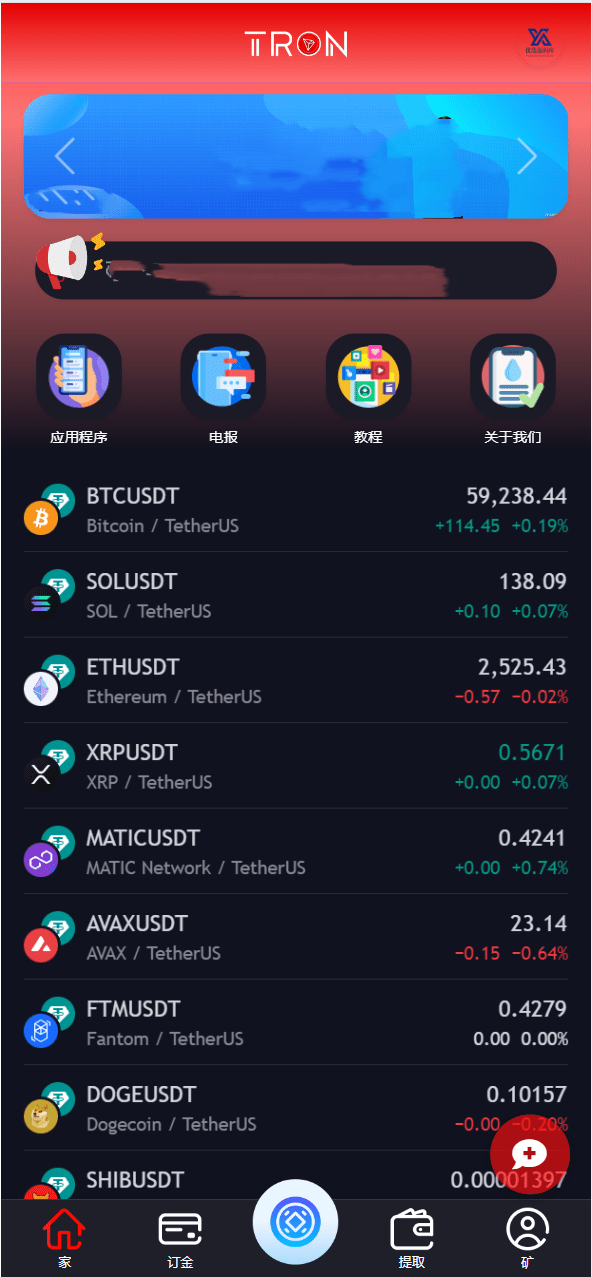 TRON
应用程序
电报
教程
关于我们
BTCUSDT 59,238.44
Bitcoin / TetherUS +114.45 +0.19%
SOLUSDT 138.09
SOL / TetherUS +0.10 +0.07%
ETHUSDT 2,525.43
Ethereum / TetherUS −0.57 −0.02%
XRPUSDT 0.5671
XRP / TetherUS +0.00 +0.07%
MATICUSDT 0.4241
MATIC Network / TetherUS +0.00 +0.74%
AVAXUSDT 23.14
AVAX / TetherUS −0.15 −0.64%
FTMUSDT 0.4279
Fantom / TetherUS 0.00 0.00%
DOGEUSDT 0.10157
Dogecoin / TetherUS −0.00 −0.20%
SHIBUSDT 0.00001397
家
订金
提取
矿